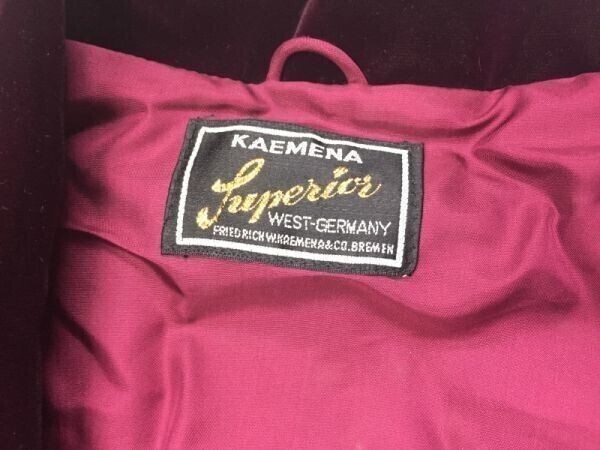 KAEMENA
Superior
WEST-GERMANY
FRIEDRICH W.KAEMENA&CO.BREMEN